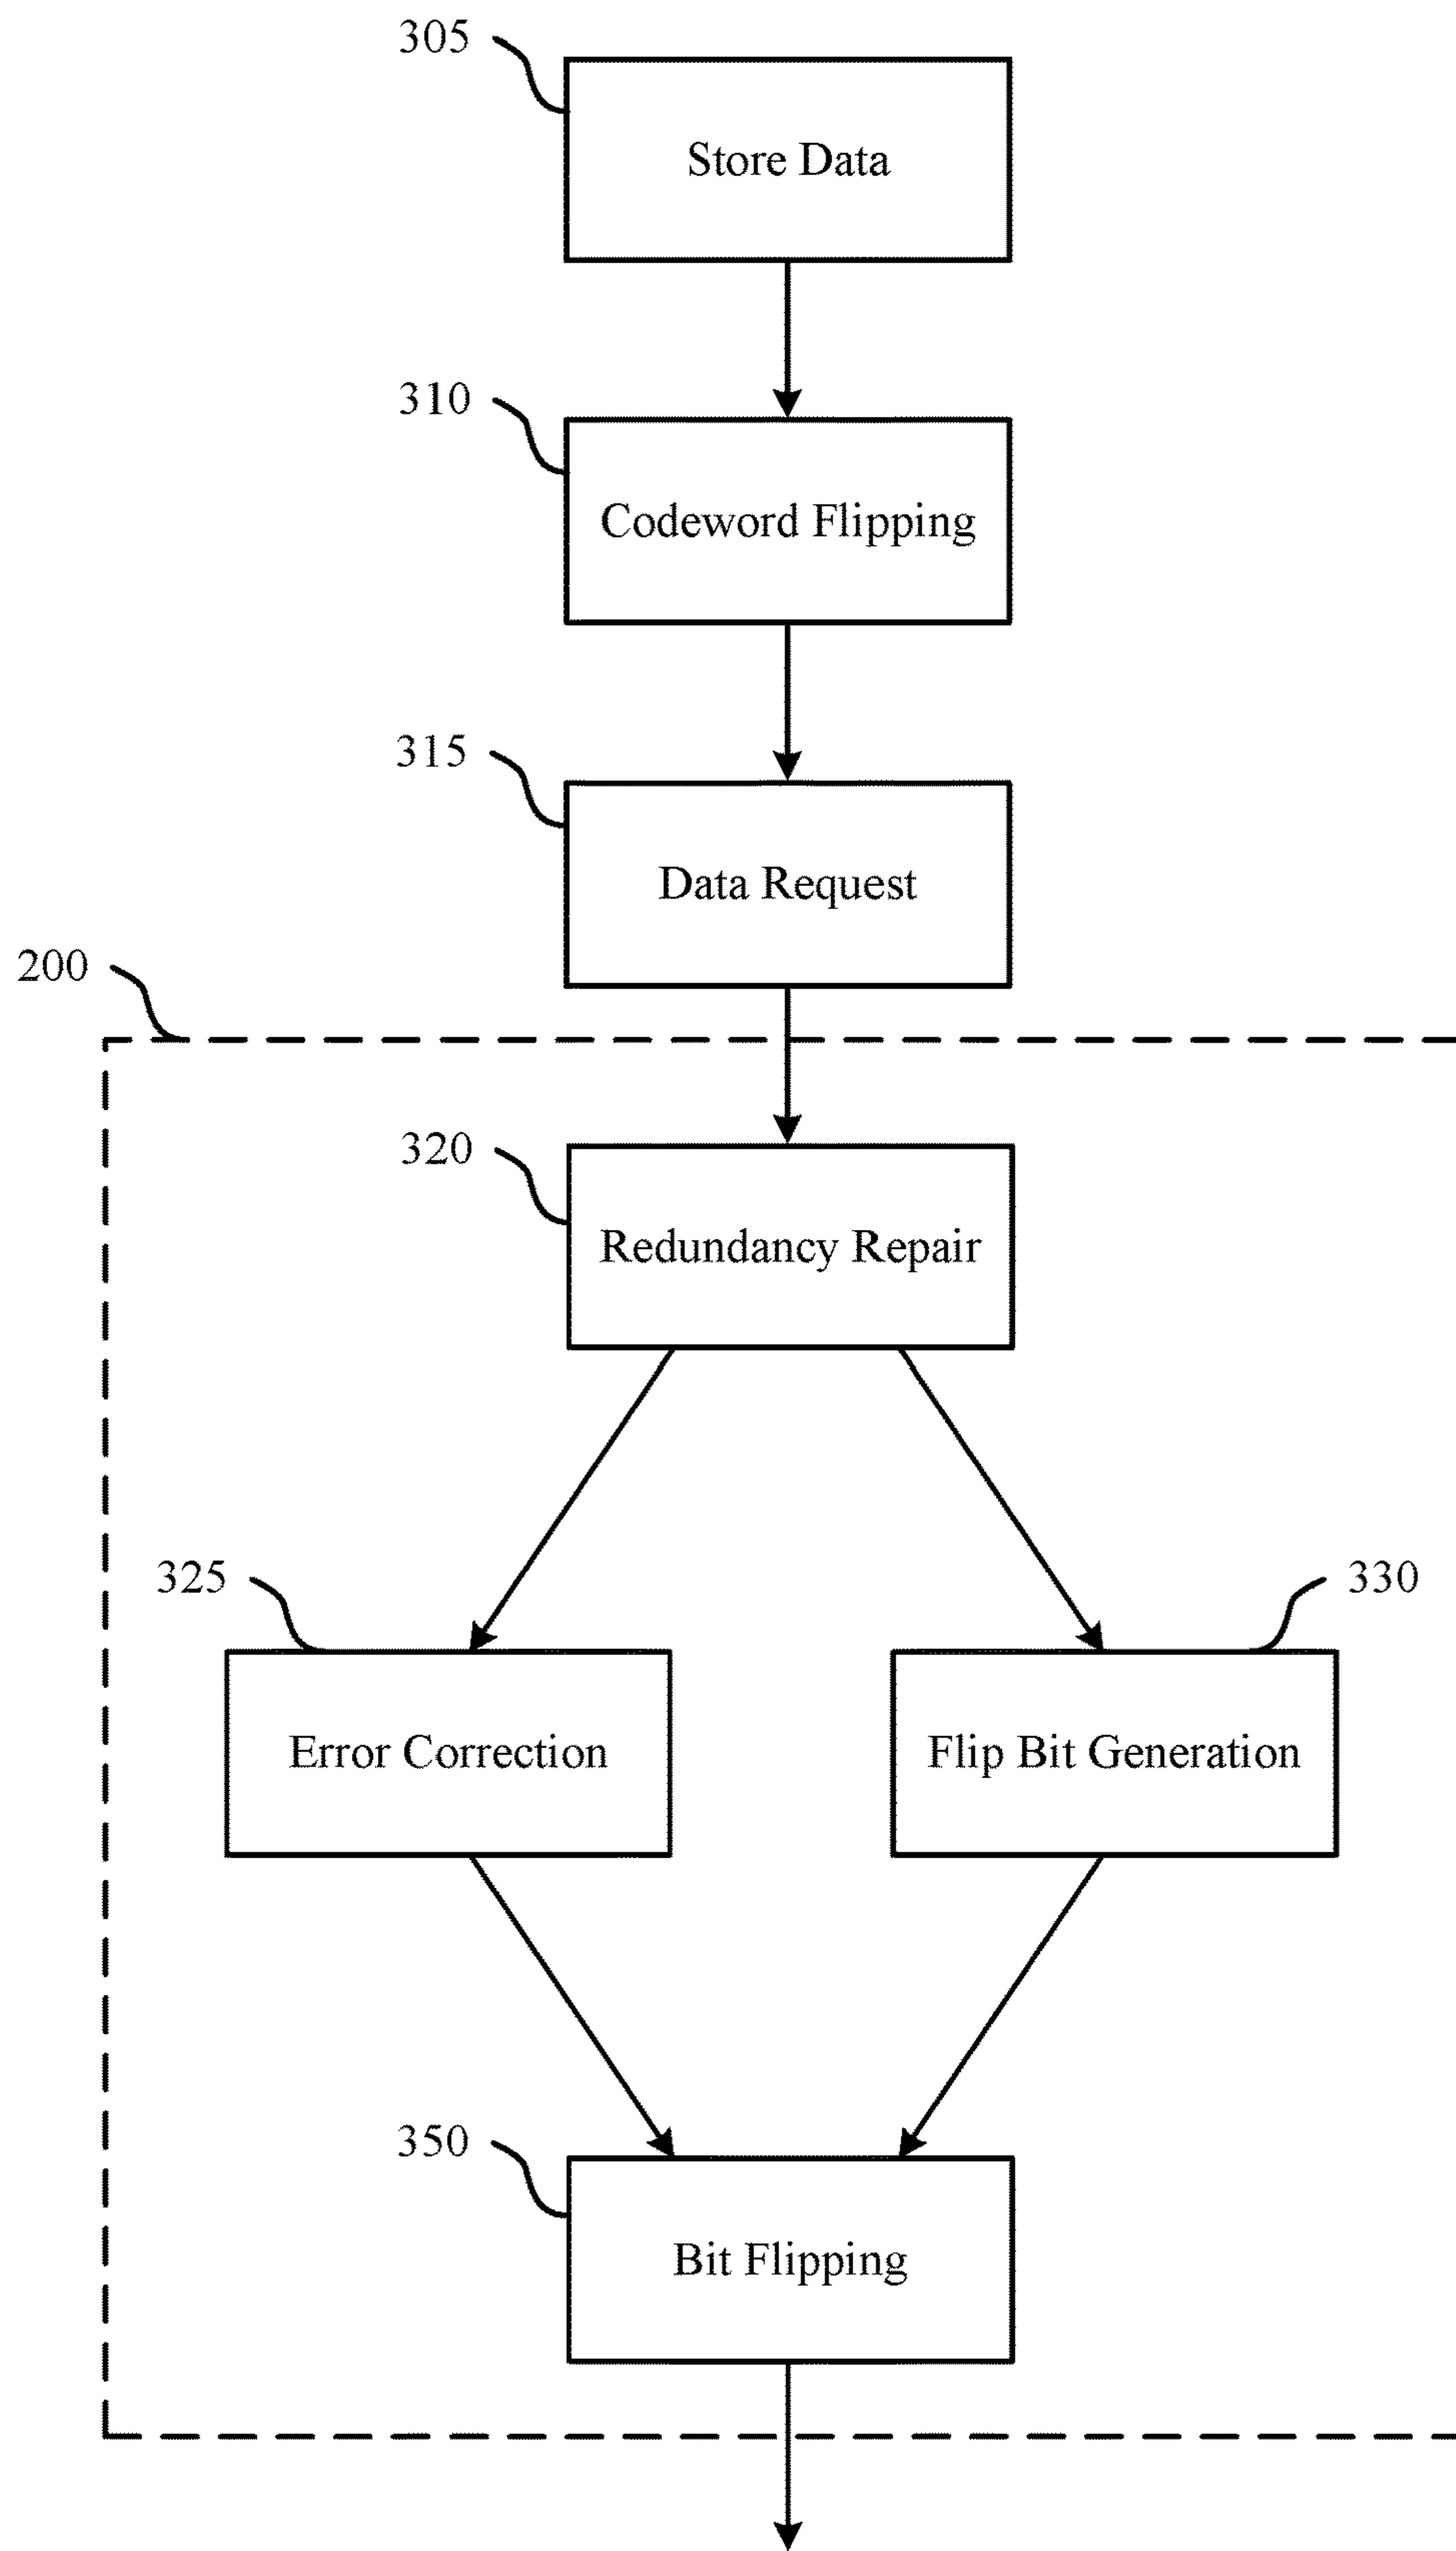 305
Store Data
310
Codeword Flipping
315
Data Request
200
320
Redundancy Repair
325
330
Error Correction
Flip Bit Generation
350
Bit Flipping